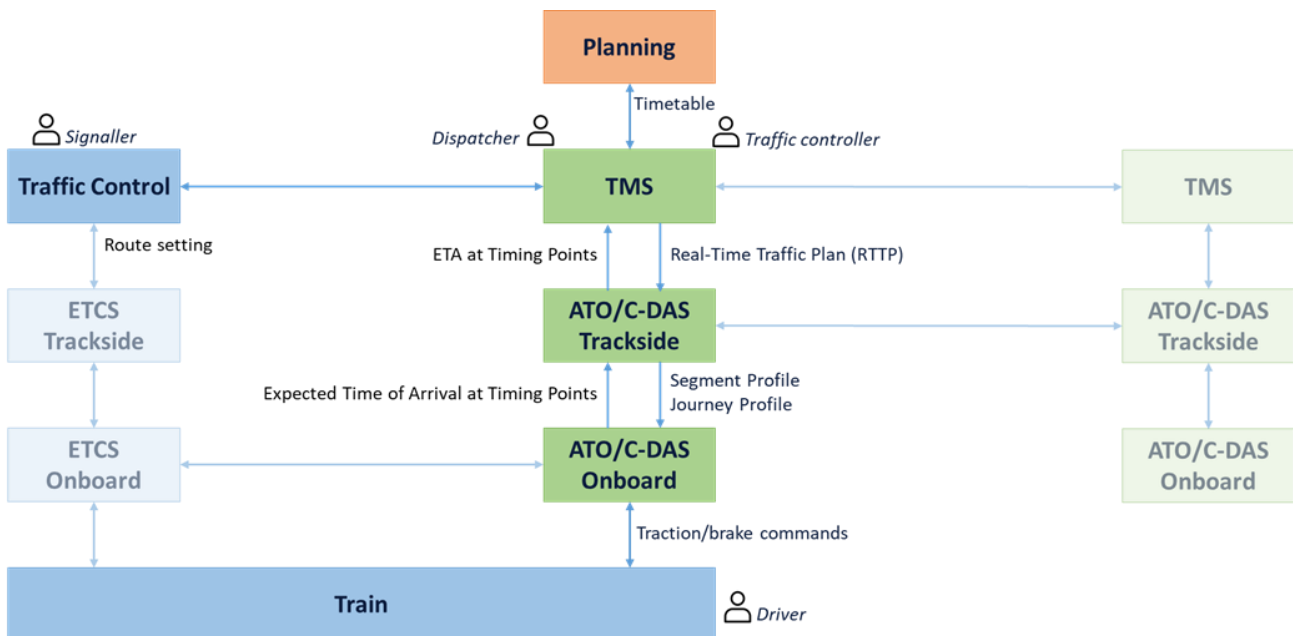 Planning
Timetable
Signaller
Dispatcher
Traffic controller
Traffic Control
TMS
TMS
Route setting
ETA at Timing Points
Real-Time Traffic Plan (RTTP)
ETCS
Trackside
ATO/C-DAS
Trackside
ATO/C-DAS
Trackside
Expected Time of Arrival at Timing Points
Segment Profile
Journey Profile
ETCS
Onboard
ATO/C-DAS
Onboard
ATO/C-DAS
Onboard
Traction/brake commands
Train
Driver